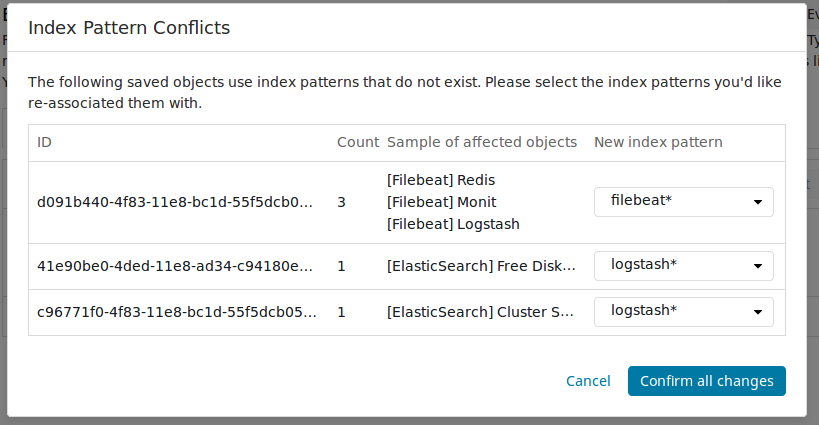 Index Pattern Conflicts
The following saved objects use index patterns that do not exist. Please select the index patterns you'd like
re-associated them with.
ID Count Sample of affected objects New index pattern
d091b440-4f83-11e8-bc1d-55f5dcb0... 3 [Filebeat] Redis
[Filebeat] Monit
[Filebeat] Logstash filebeat*
41e90be0-4ded-11e8-ad34-c94180e... 1 [ElasticSearch] Free Disk... logstash*
c96771f0-4f83-11e8-bc1d-55f5dcb05... 1 [ElasticSearch] Cluster S... logstash*
Cancel Confirm all changes